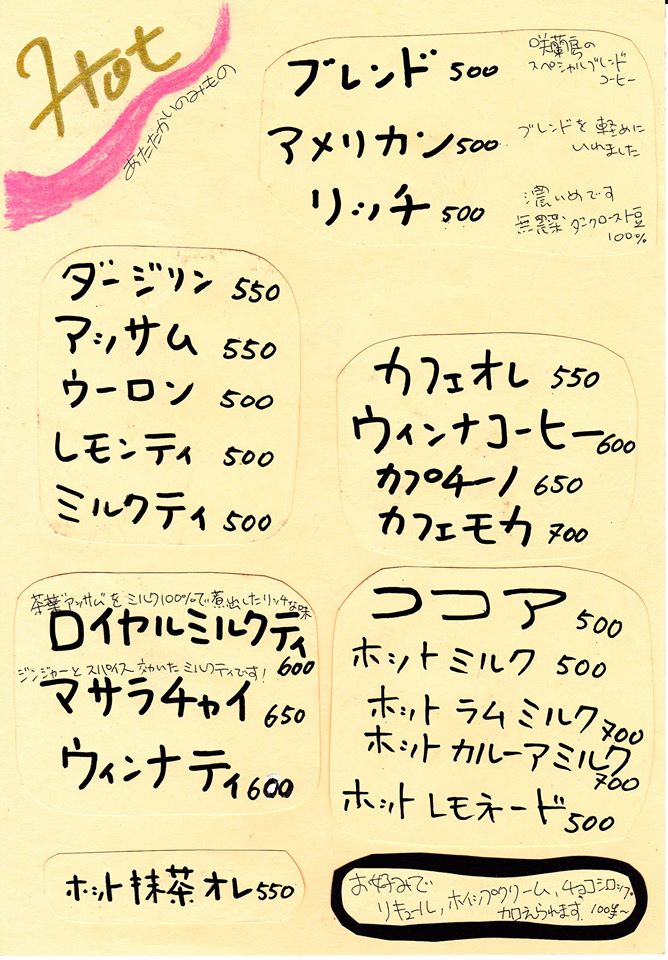 Hot
あたたかいのみもの
ブレンド 500
スペシャルブレンド
コーヒー
アメリカン 500
ブレンドを軽めに
いれました
リッチ 500
濃いめです
無農薬 ダークロースト豆
100%
ダージリン 550
アッサム 550
ウーロン 500
レモンティ 500
ミルクティ 500
カフェオレ 550
ウィンナコーヒー 600
カプチーノ 650
カフェモカ 700
茶葉"アッサム"をミルク100%で煮出したリッチな味
ロイヤルミルクティ 600
ジンジャーとスパイス効いたミルクティです!
マサラチャイ 650
ウィンナティ 600
ココア 500
ホットミルク 500
ホットラムミルク 700
ホットカルーアミルク 700
ホットレモネード 500
ホット抹茶オレ 550
お好みで
リキュール,ホイップクリーム,チョコシロップ
加えられます 100￥~